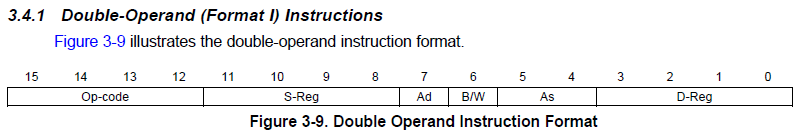 3.4.1 Double-Operand (Format I) Instructions
Figure 3-9 illustrates the double-operand instruction format.
15 14 13 12 11 10 9 8 7 6 5 4 3 2 1 0
Op-code S-Reg Ad B/W As D-Reg
Figure 3-9. Double Operand Instruction Format